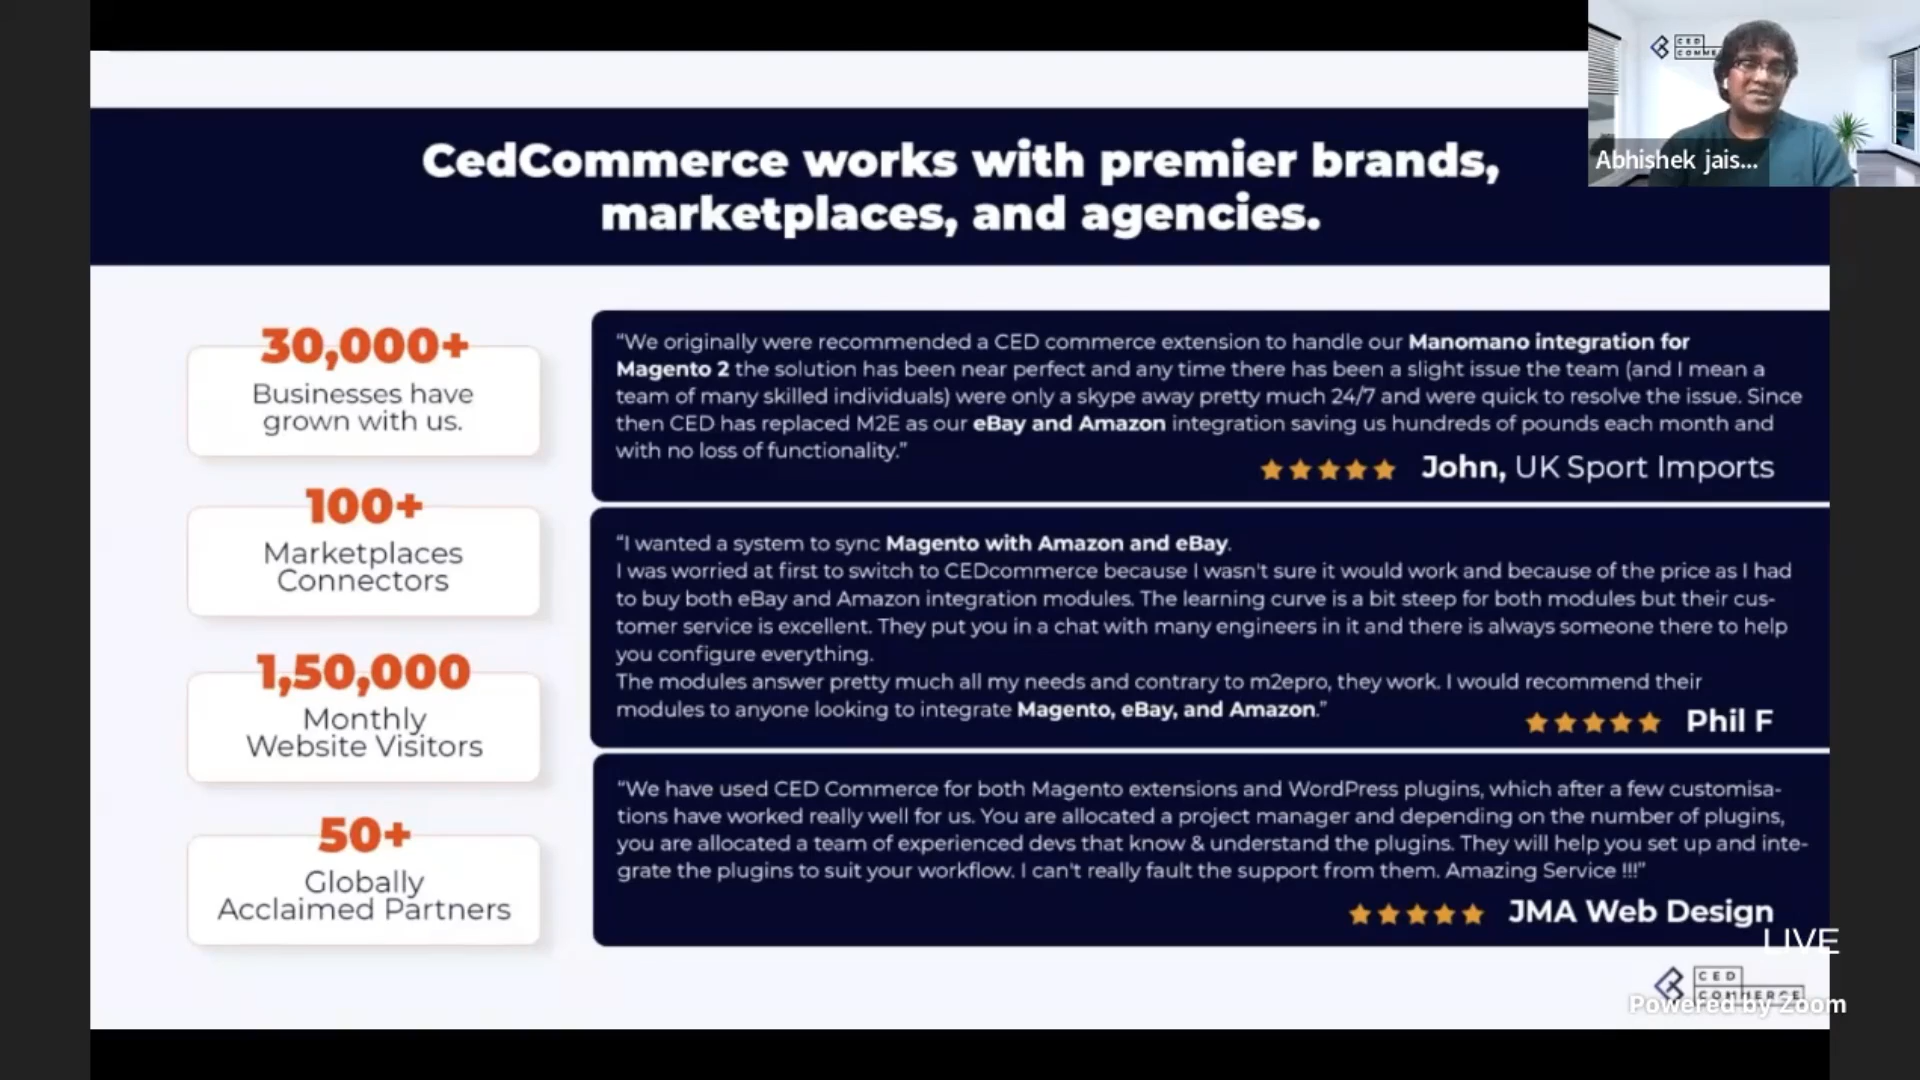 CED
COMME
Abhishek jais...
CedCommerce works with premier brands,
marketplaces, and agencies.
30,000+
Businesses have
grown with us.
100+
Marketplaces
Connectors
1,50,000
Monthly
Website Visitors
50+
Globally
Acclaimed Partners
“We originally were recommended a CED commerce extension to handle our Manomano integration for
Magento 2 the solution has been near perfect and any time there has been a slight issue the team (and I mean a
team of many skilled individuals) were only a skype away pretty much 24/7 and were quick to resolve the issue. Since
then CED has replaced M2E as our eBay and Amazon integration saving us hundreds of pounds each month and
with no loss of functionality.”
John, UK Sport Imports
“I wanted a system to sync Magento with Amazon and eBay.
I was worried at first to switch to CEDcommerce because I wasn't sure it would work and because of the price as I had
to buy both eBay and Amazon integration modules. The learning curve is a bit steep for both modules but their cus-
tomer service is excellent. They put you in a chat with many engineers in it and there is always someone there to help
you configure everything.
The modules answer pretty much all my needs and contrary to m2epro, they work. I would recommend their
modules to anyone looking to integrate Magento, eBay, and Amazon.”
Phil F
“We have used CED Commerce for both Magento extensions and WordPress plugins, which after a few customisa-
tions have worked really well for us. You are allocated a project manager and depending on the number of plugins,
you are allocated a team of experienced devs that know & understand the plugins. They will help you set up and inte-
grate the plugins to suit your workflow. I can't really fault the support from them. Amazing Service !!!”
JMA Web Design
LIVE
CED
COMMERCE
Powered by Zoom